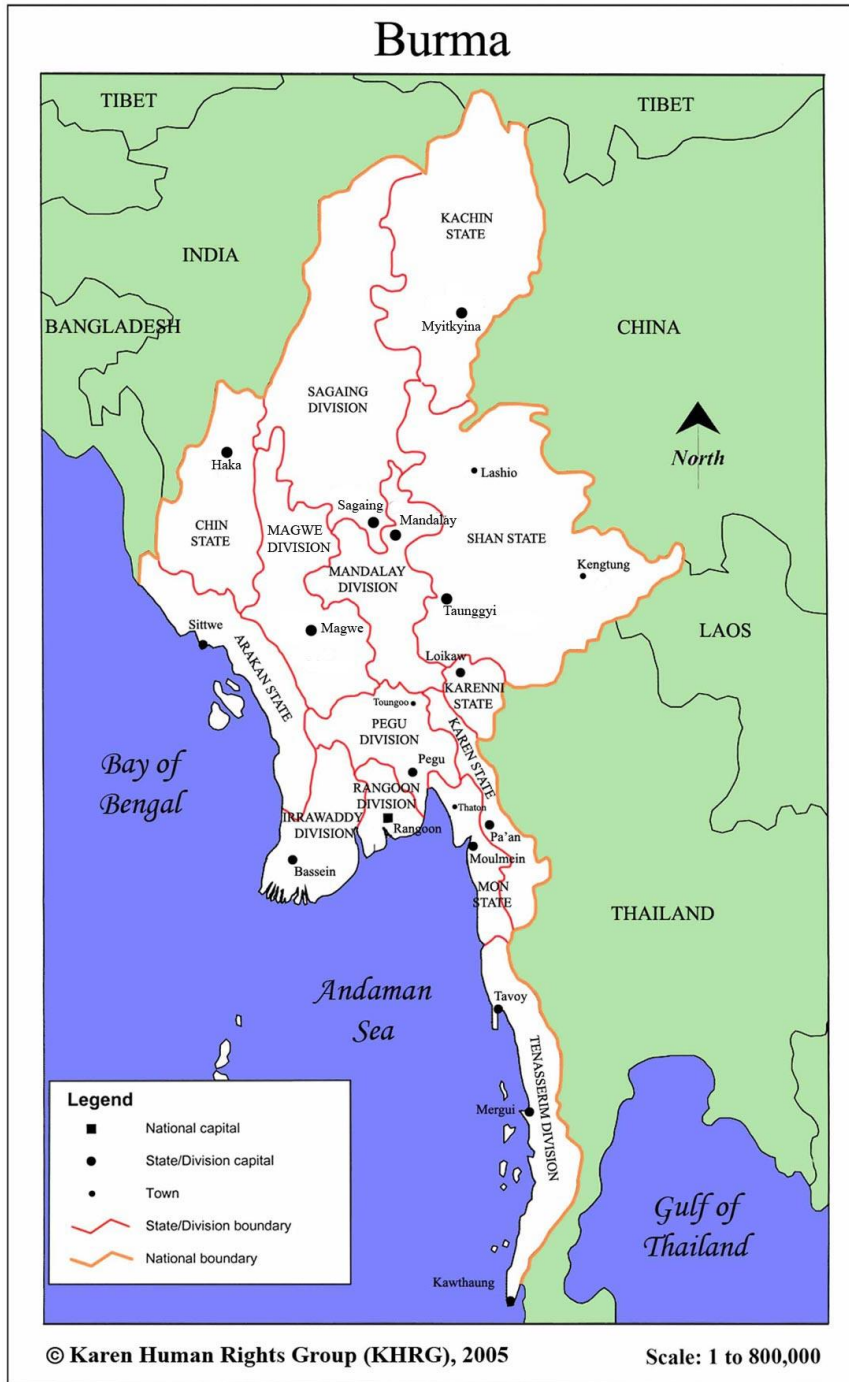 Burma
TIBET
TIBET
KACHIN
STATE
INDIA
Myitkyina
BANGLADESH
CHINA
SAGAING
DIVISION
North
Haka
Lashio
Sagaing
Mandalay
CHIN
STATE
MAGWE
DIVISION
SHAN STATE
Kengtung
MANDALAY
DIVISION
Taunggyi
Sittwe
Magwe
LAOS
ARAKAN STATE
Loikaw
KARENNI
STATE
Toungoo
PEGU
DIVISION
KAREN STATE
Bay of
Bengal
Pegu
RANGOON
DIVISION
Thaton
IRRAWADDY
DIVISION
Rangoon
Pa'an
Moulmein
Bassein
MON
STATE
THAILAND
Andaman
Sea
Tavoy
TENASSERIM DIVISION
Mergui
Gulf of
Thailand
Kawthaung
Legend
National capital
State/Division capital
Town
State/Division boundary
National boundary
© Karen Human Rights Group (KHRG), 2005
Scale: 1 to 800,000